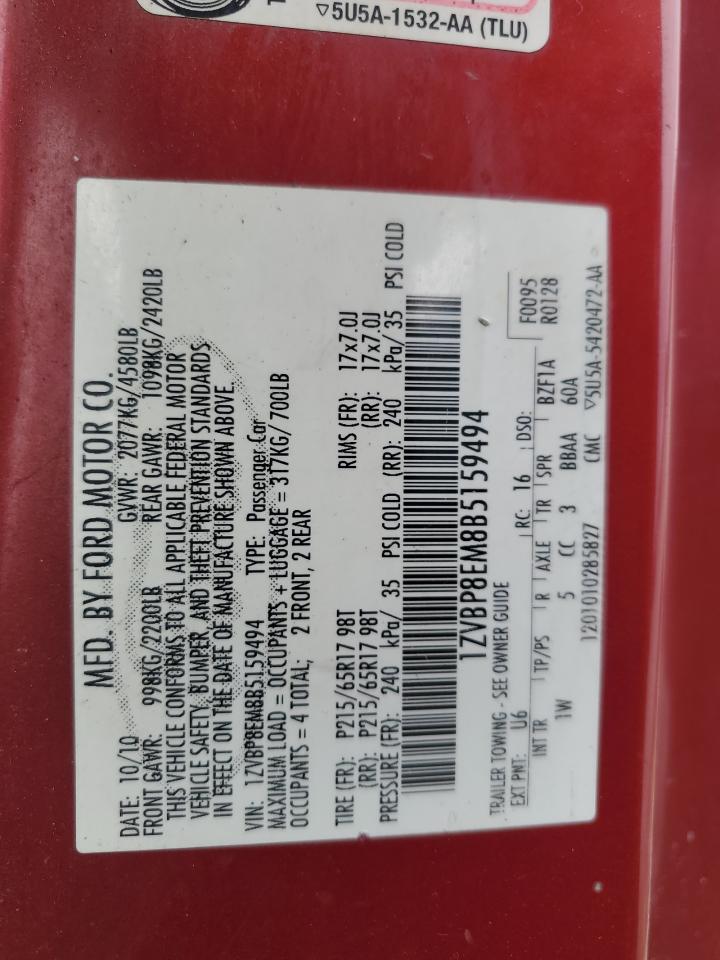 ▽5U5A-1532-AA (TLU)
MFD. BY FORD MOTOR CO.
DATE: 10/10 GVWR: 2077KG/4580LB
FRONT GAWR: 998KG/2200LB REAR GAWR: 1098KG/2420LB
THIS VEHICLE CONFORMS TO ALL APPLICABLE FEDERAL MOTOR
VEHICLE SAFETY, BUMPER, AND THEFT PREVENTION STANDARDS
IN EFFECT ON THE DATE OF MANUFACTURE SHOWN ABOVE.
VIN: 1ZVBP8EM8B5159494 TYPE: Passenger Car
MAXIMUM LOAD = OCCUPANTS + LUGGAGE = 317KG/700LB
OCCUPANTS = 4 TOTAL; 2 FRONT, 2 REAR
TIRE (FR): P215/65R17 98T RIMS (FR): 17x7.0J
(RR): P215/65R17 98T (RR): 17x7.0J
PRESSURE (FR): 240 kPa/ 35 PSI COLD (RR): 240 kPa/ 35 PSI COLD
1ZVBP8EM8B5159494
TRAILER TOWING - SEE OWNER GUIDE F0095
EXT PNT: U6 RC: 16 DSO: R0128
INT TR TP/PS R AXLE TR SPR BZF1A
1W 5 CC 3 BBAA 60A
1201010285827 CMC ▽5U5A-5420472-AA